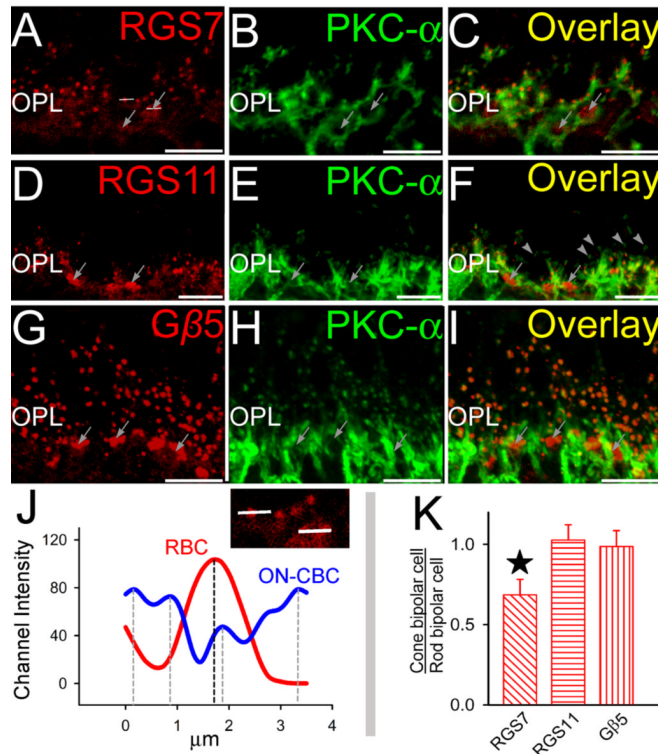 A RGS7
OPL
B PKC-α
OPL
C Overlay
OPL
D RGS11
OPL
E PKC-α
OPL
F Overlay
OPL
G Gβ5
OPL
H PKC-α
OPL
I Overlay
OPL
J
Channel Intensity
120
80
40
0
RBC
ON-CBC
0 1 2 3 4
μm
K
Cone bipolar cell
Rod bipolar cell
1.0
0.5
0.0
RGS7
RGS11
Gβ5